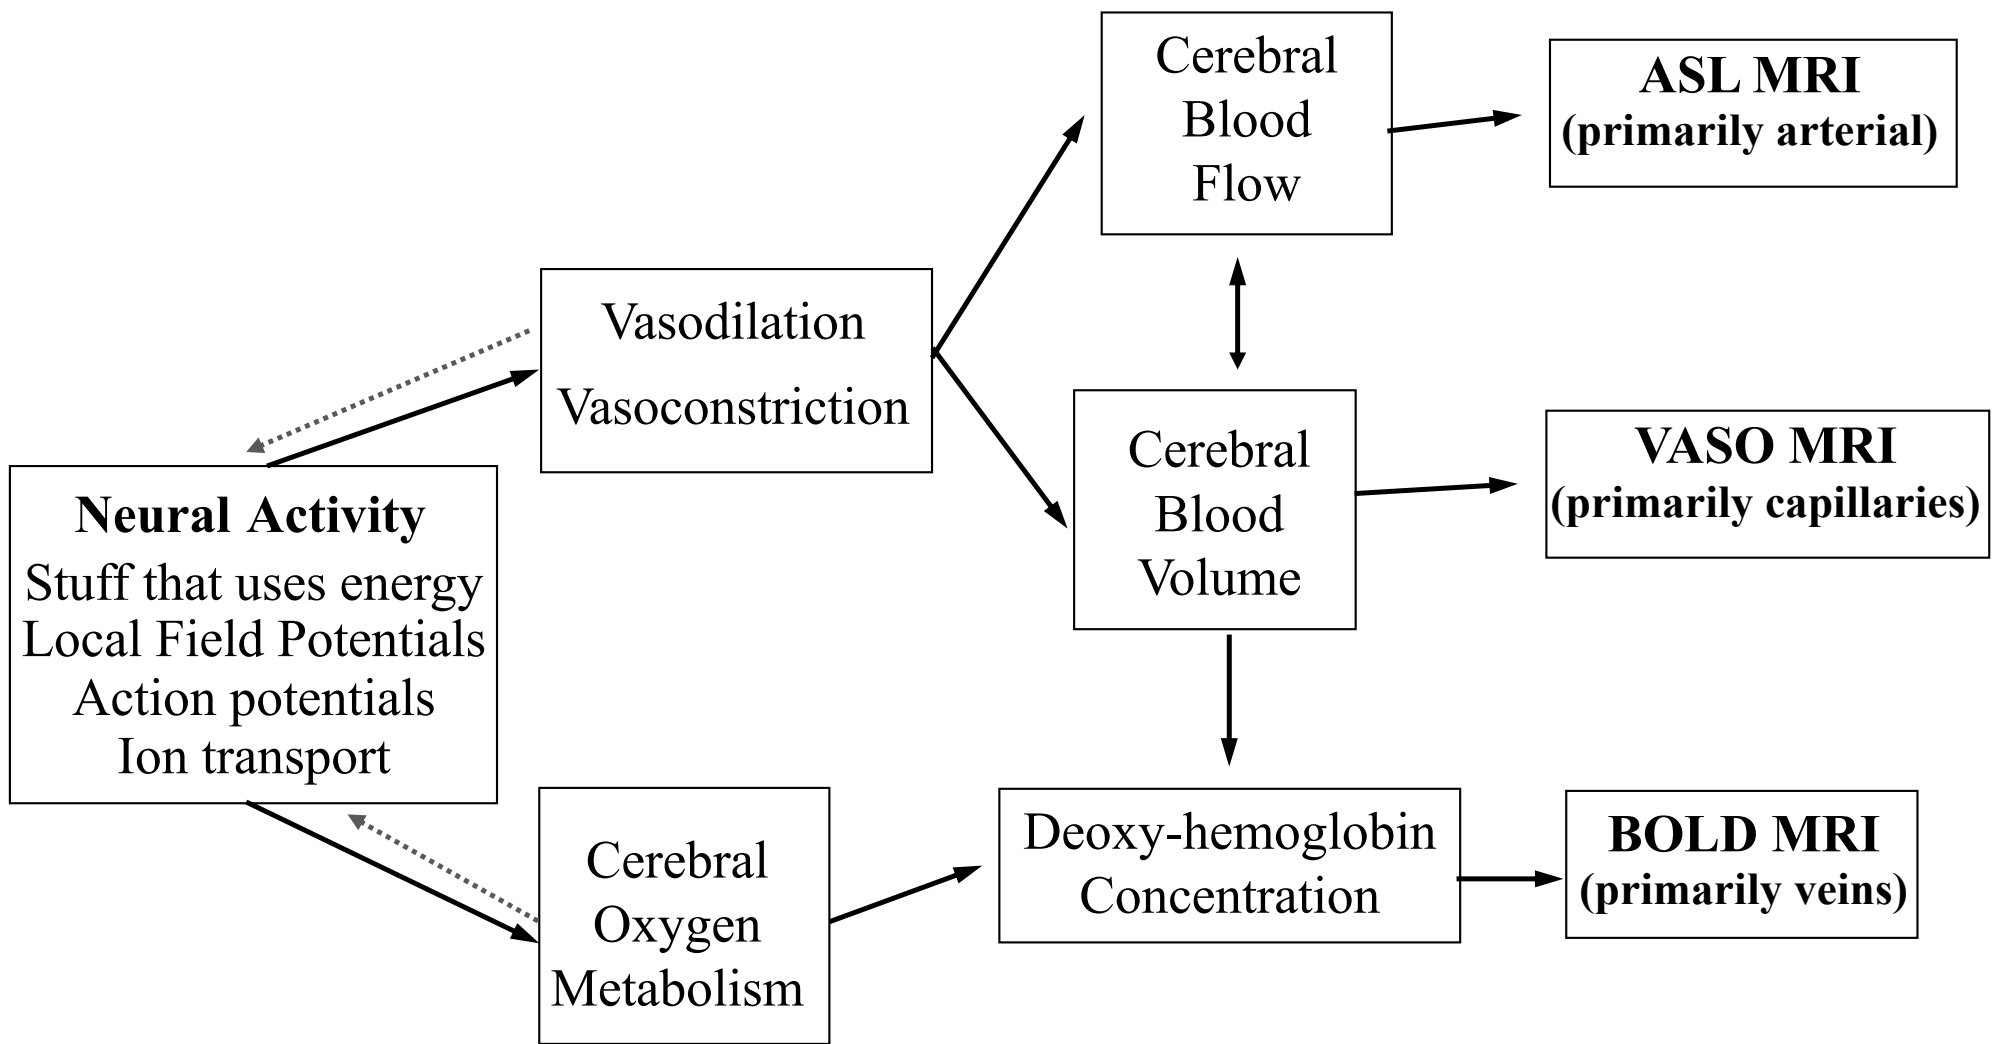 Cerebral
Blood
Flow
ASL MRI
(primarily arterial)
Vasodilation
Vasoconstriction
Cerebral
Blood
Volume
VASO MRI
(primarily capillaries)
Neural Activity
Stuff that uses energy
Local Field Potentials
Action potentials
Ion transport
Cerebral
Oxygen
Metabolism
Deoxy-hemoglobin
Concentration
BOLD MRI
(primarily veins)